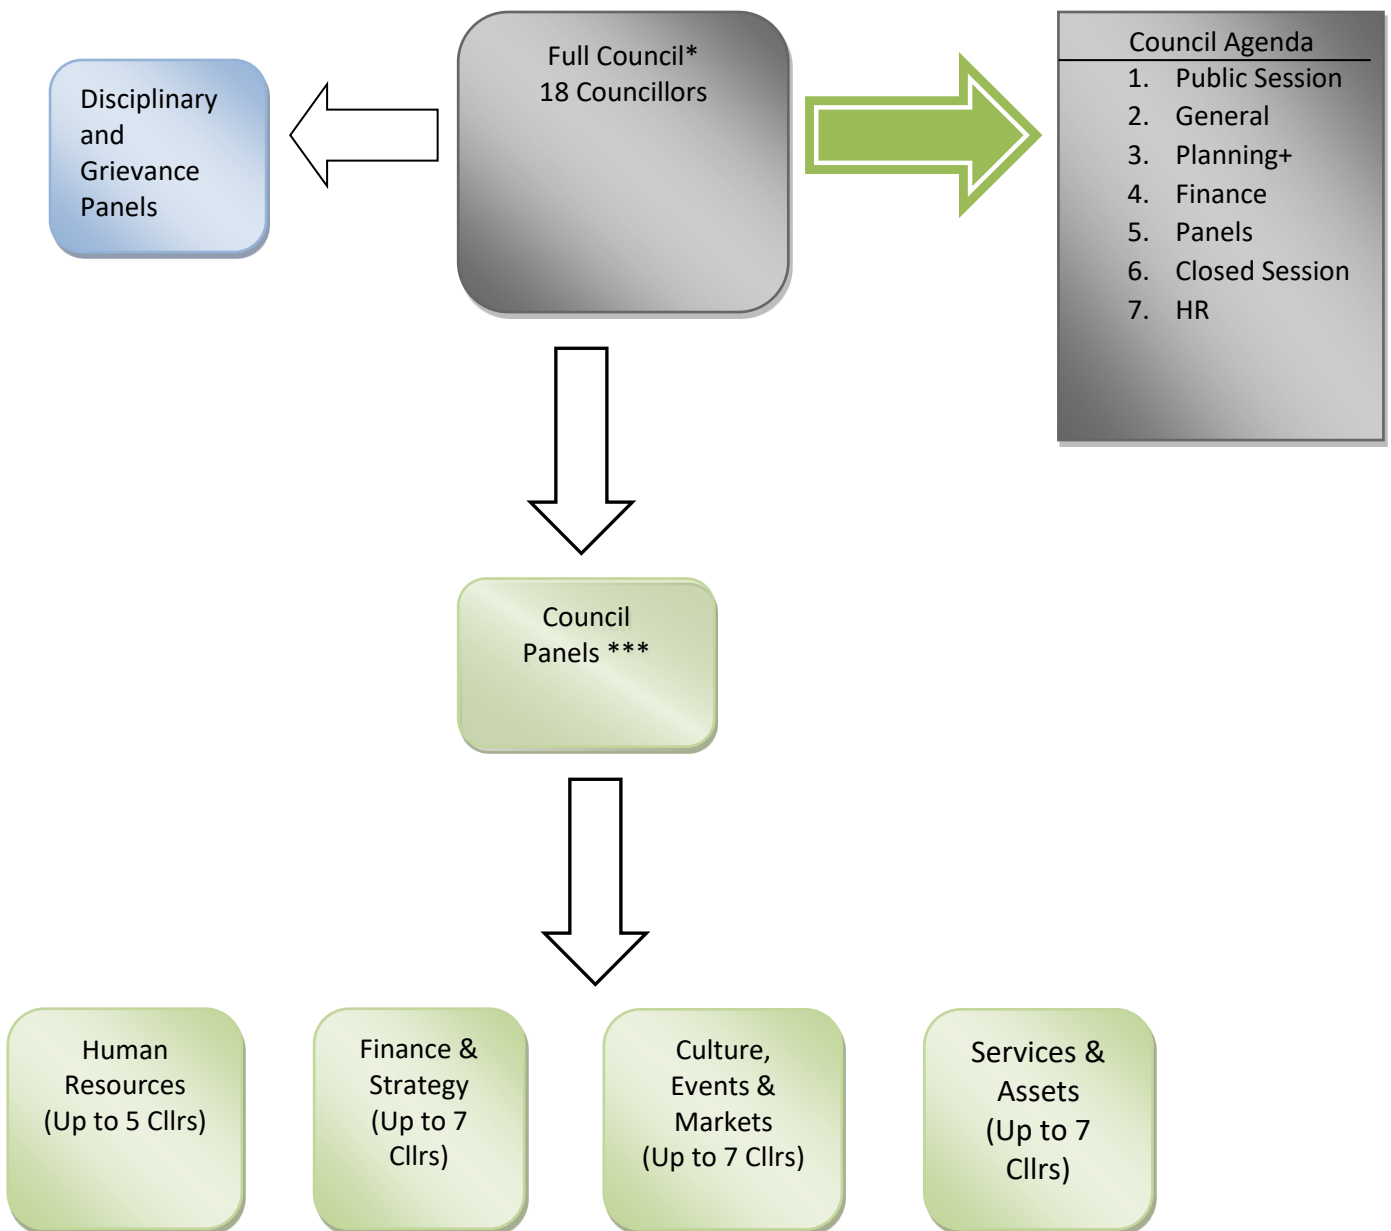 Full Council*
18 Councillors
Disciplinary
and
Grievance
Panels
Council Agenda
1. Public Session
2. General
3. Planning+
4. Finance
5. Panels
6. Closed Session
7. HR
Council
Panels ***
Human
Resources
(Up to 5 Cllrs)
Finance &
Strategy
(Up to 7
Cllrs)
Culture,
Events &
Markets
(Up to 7 Cllrs)
Services &
Assets
(Up to 7
Cllrs)